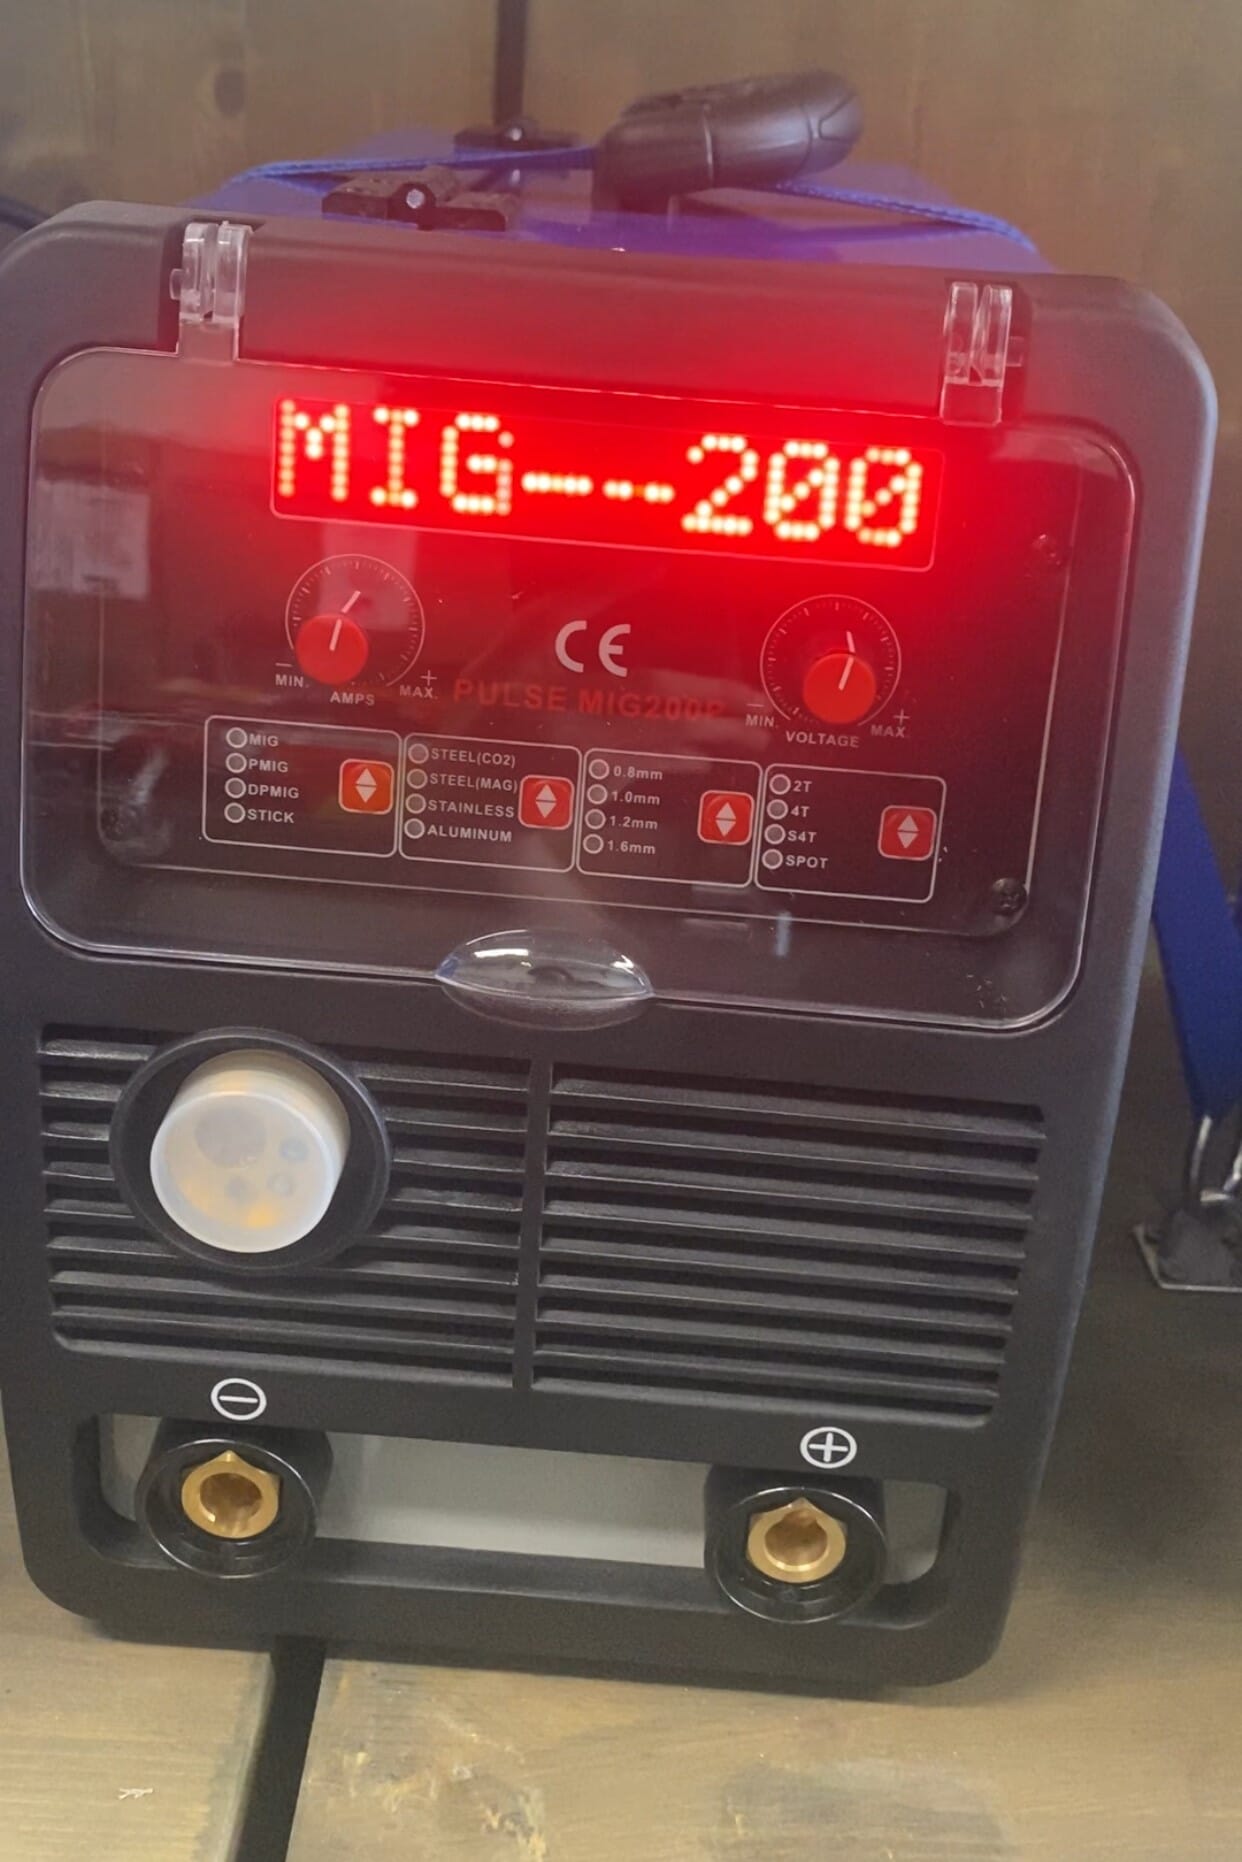 MIG--200
CE
MIN. AMPS MAX.
PULSE MIG200P
MIN. VOLTAGE MAX.
MIG
PMIG
DPMIG
STICK
STEEL(CO2)
STEEL(MAG)
STAINLESS
ALUMINUM
0.8mm
1.0mm
1.2mm
1.6mm
2T
4T
S4T
SPOT